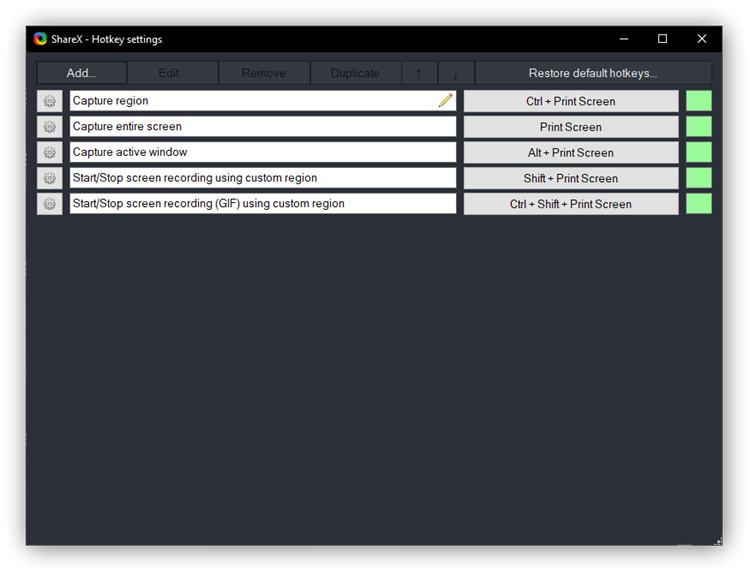 ShareX - Hotkey settings
Add... Edit... Remove Duplicate ↑ ↓ Restore default hotkeys...
Capture region Ctrl + Print Screen
Capture entire screen Print Screen
Capture active window Alt + Print Screen
Start/Stop screen recording using custom region Shift + Print Screen
Start/Stop screen recording (GIF) using custom region Ctrl + Shift + Print Screen